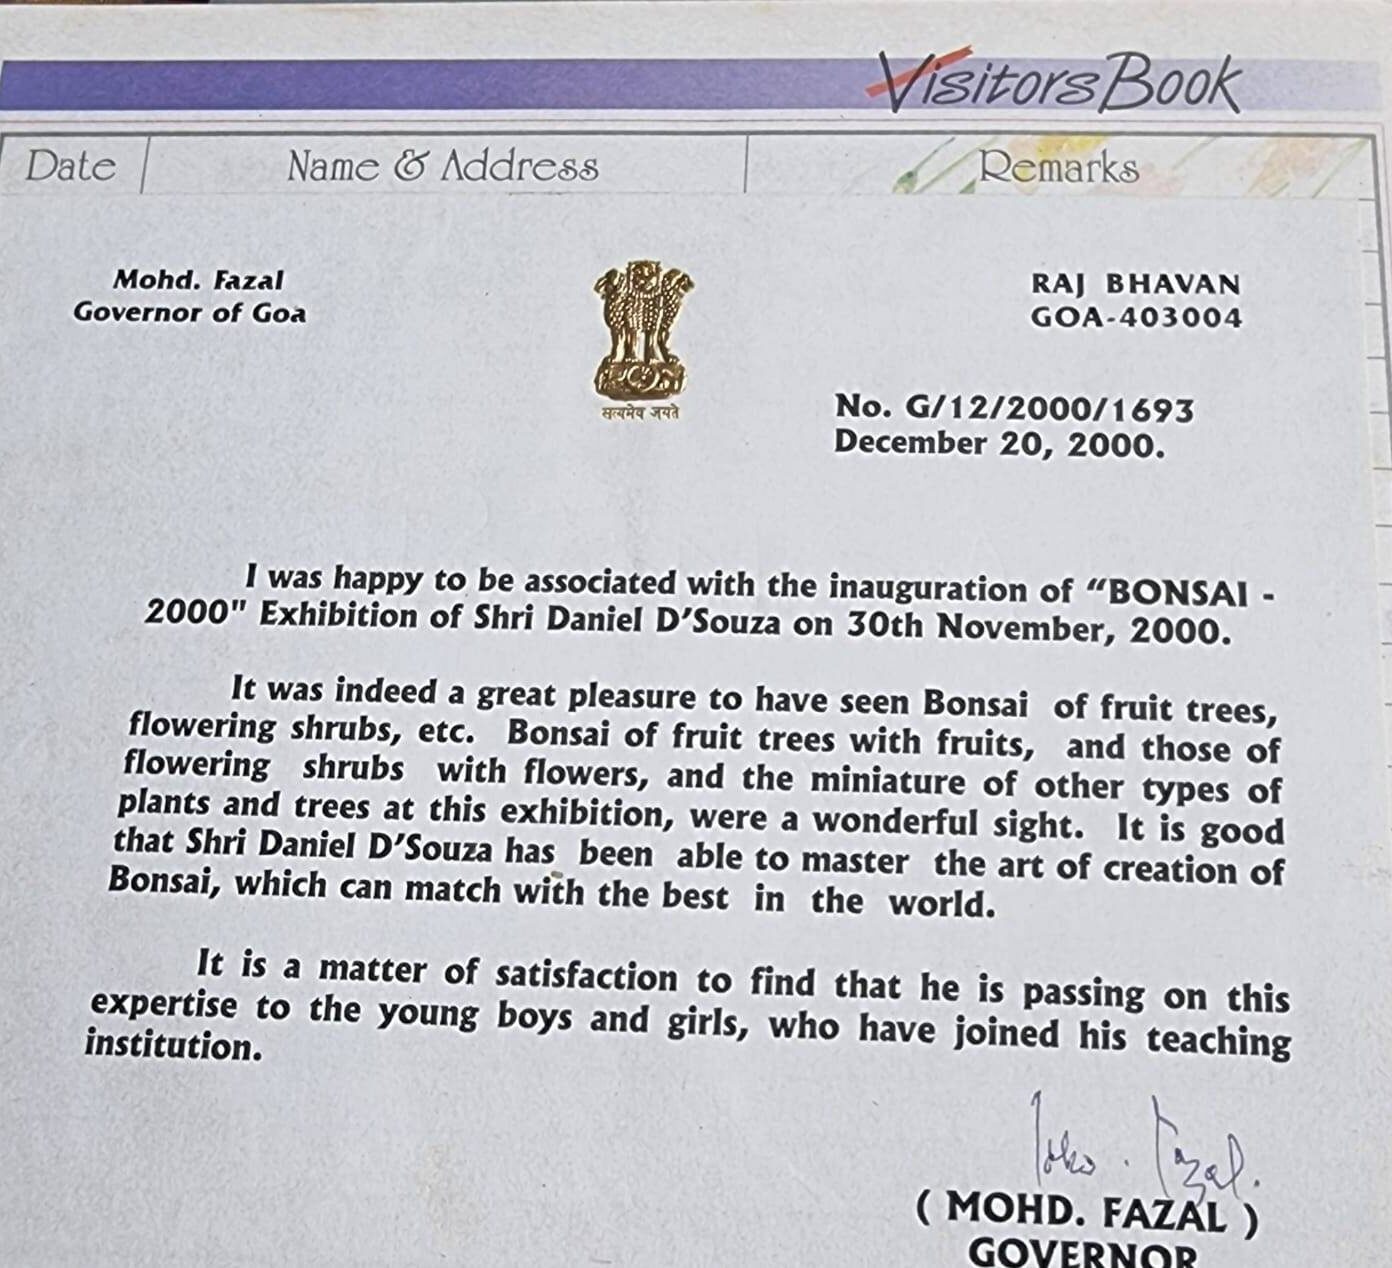 Visitors Book
Date Name & Address Remarks
Mohd. Fazal
Governor of Goa
सत्यमेव जयते
RAJ BHAVAN
GOA-403004
No. G/12/2000/1693
December 20, 2000.
I was happy to be associated with the inauguration of “BONSAI -
2000" Exhibition of Shri Daniel D’Souza on 30th November, 2000.
It was indeed a great pleasure to have seen Bonsai of fruit trees,
flowering shrubs, etc. Bonsai of fruit trees with fruits, and those of
flowering shrubs with flowers, and the miniature of other types of
plants and trees at this exhibition, were a wonderful sight. It is good
that Shri Daniel D’Souza has been able to master the art of creation of
Bonsai, which can match with the best in the world.
It is a matter of satisfaction to find that he is passing on this
expertise to the young boys and girls, who have joined his teaching
institution.
Fazal.
( MOHD. FAZAL )
GOVERNOR